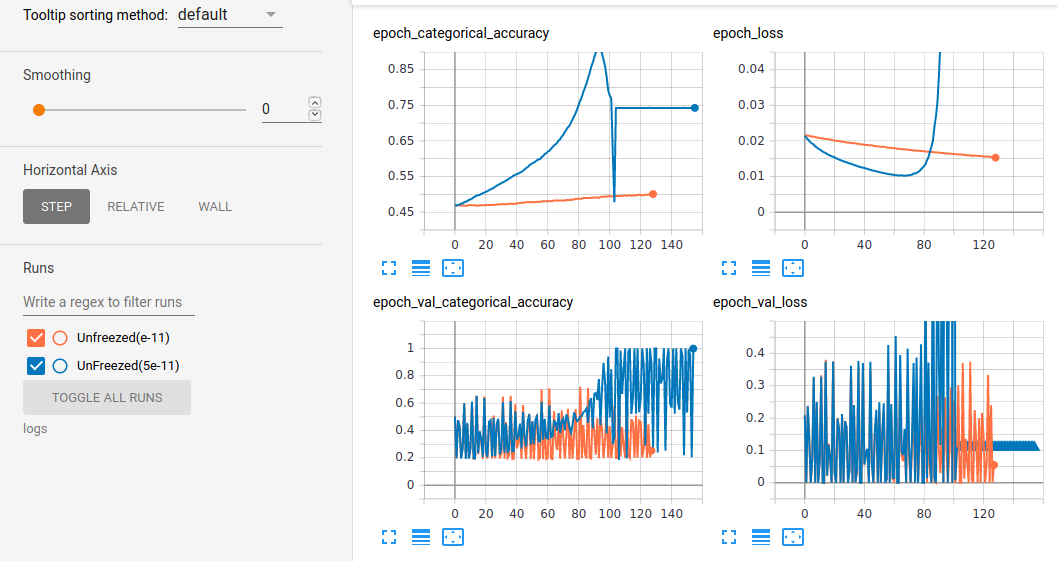 Tooltip sorting method: default
Smoothing
0
Horizontal Axis
STEP RELATIVE WALL
Runs
Write a regex to filter runs
Unfreezed(e-11)
UnFreezed(5e-11)
TOGGLE ALL RUNS
logs
epoch_categorical_accuracy
0.85
0.75
0.65
0.55
0.45
0 20 40 60 80 100 120 140
epoch_loss
0.04
0.03
0.02
0.01
0
0 40 80 120
epoch_val_categorical_accuracy
1
0.8
0.6
0.4
0.2
0
0 20 40 60 80 100 120 140
epoch_val_loss
0.4
0.3
0.2
0.1
0
0 40 80 120